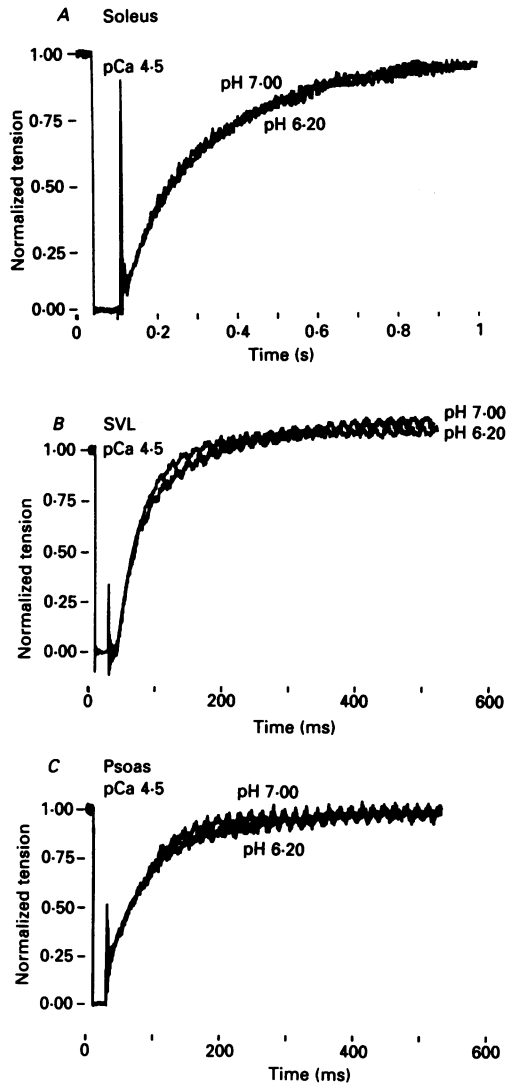 A Soleus
1·00
pCa 4·5
pH 7·00
0·75
pH 6·20
0·50
0·25
0·00
Normalized tension
0 0·2 0·4 0·6 0·8 1
Time (s)
B SVL
pH 7·00
1·00 pCa 4·5 pH 6·20
0·75
0·50
0·25
0·00
Normalized tension
0 200 400 600
Time (ms)
C Psoas
pCa 4·5 pH 7·00
1·00
0·75 pH 6·20
0·50
0·25
0·00
Normalized tension
0 200 400 600
Time (ms)